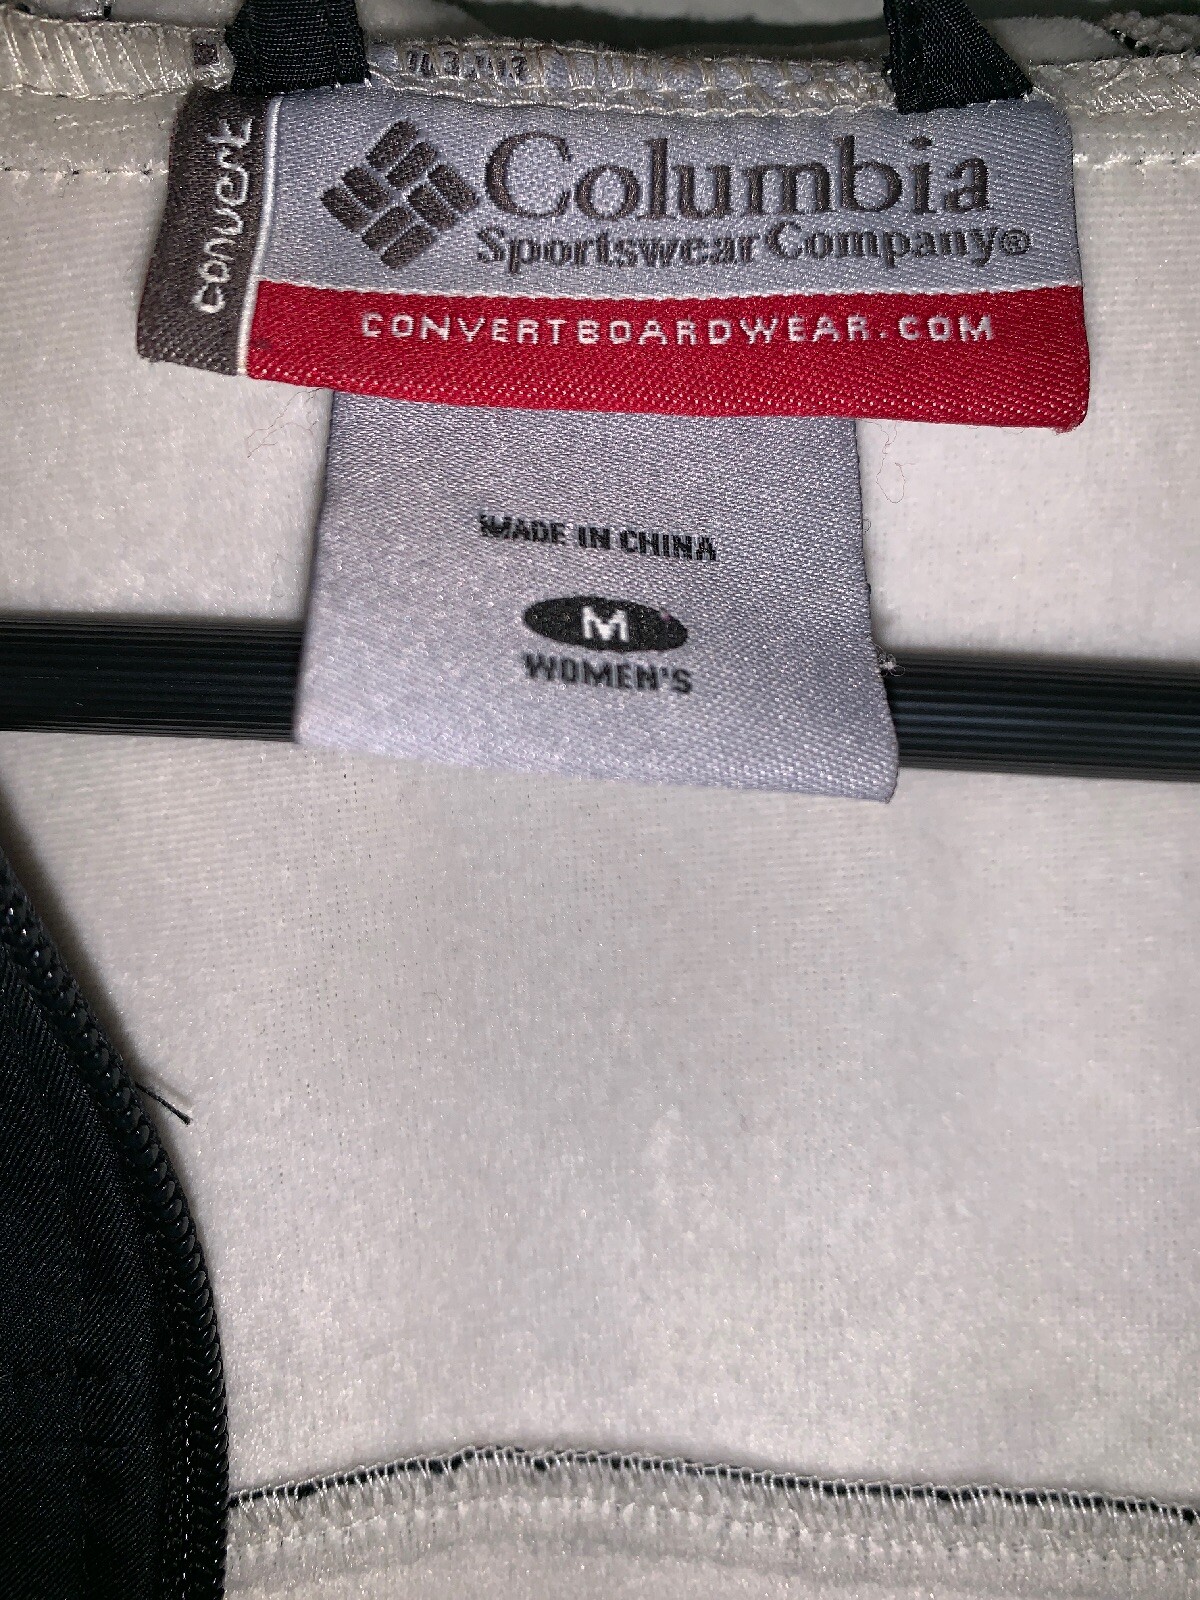 convert
Columbia
Sportswear Company®
CONVERTBOARDWEAR.COM
MADE IN CHINA
M
WOMEN'S